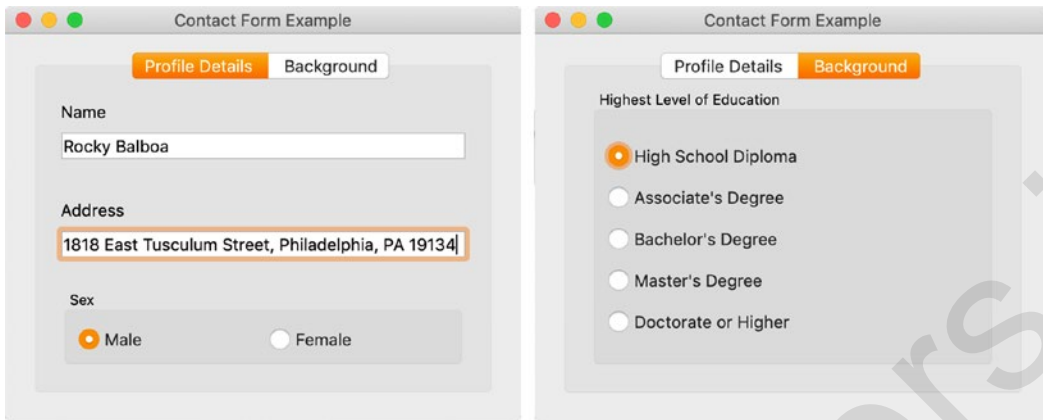 Contact Form Example
Profile Details Background
Name
Rocky Balboa
Address
1818 East Tusculum Street, Philadelphia, PA 19134
Sex
Male Female
Contact Form Example
Profile Details Background
Highest Level of Education
High School Diploma
Associate's Degree
Bachelor's Degree
Master's Degree
Doctorate or Higher